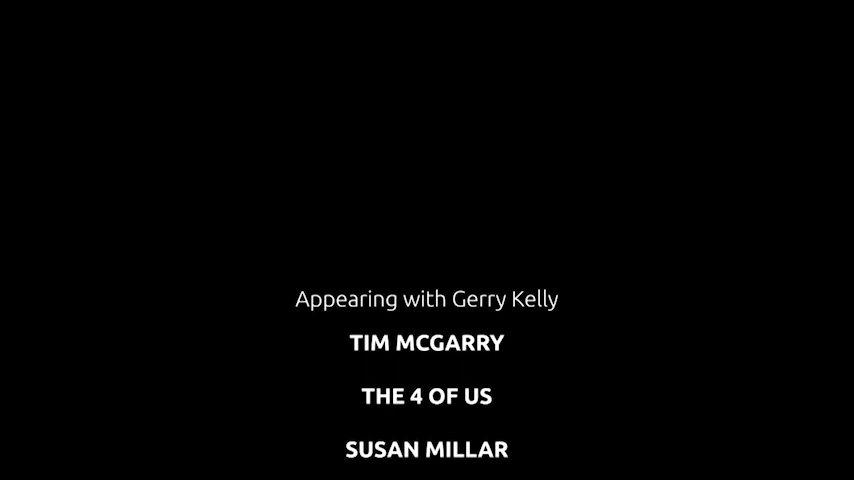 Appearing with Gerry Kelly
TIM MCGARRY
THE 4 OF US
SUSAN MILLAR